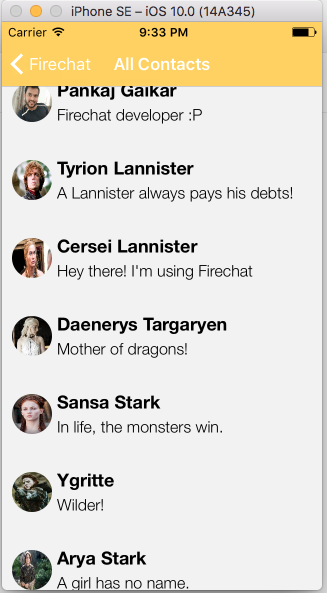 iPhone SE – iOS 10.0 (14A345)
Carrier 9:33 PM
Firechat All Contacts
Pankaj Gaikar
Firechat developer :P
Tyrion Lannister
A Lannister always pays his debts!
Cersei Lannister
Hey there! I'm using Firechat
Daenerys Targaryen
Mother of dragons!
Sansa Stark
In life, the monsters win.
Ygritte
Wilder!
Arya Stark
A girl has no name.